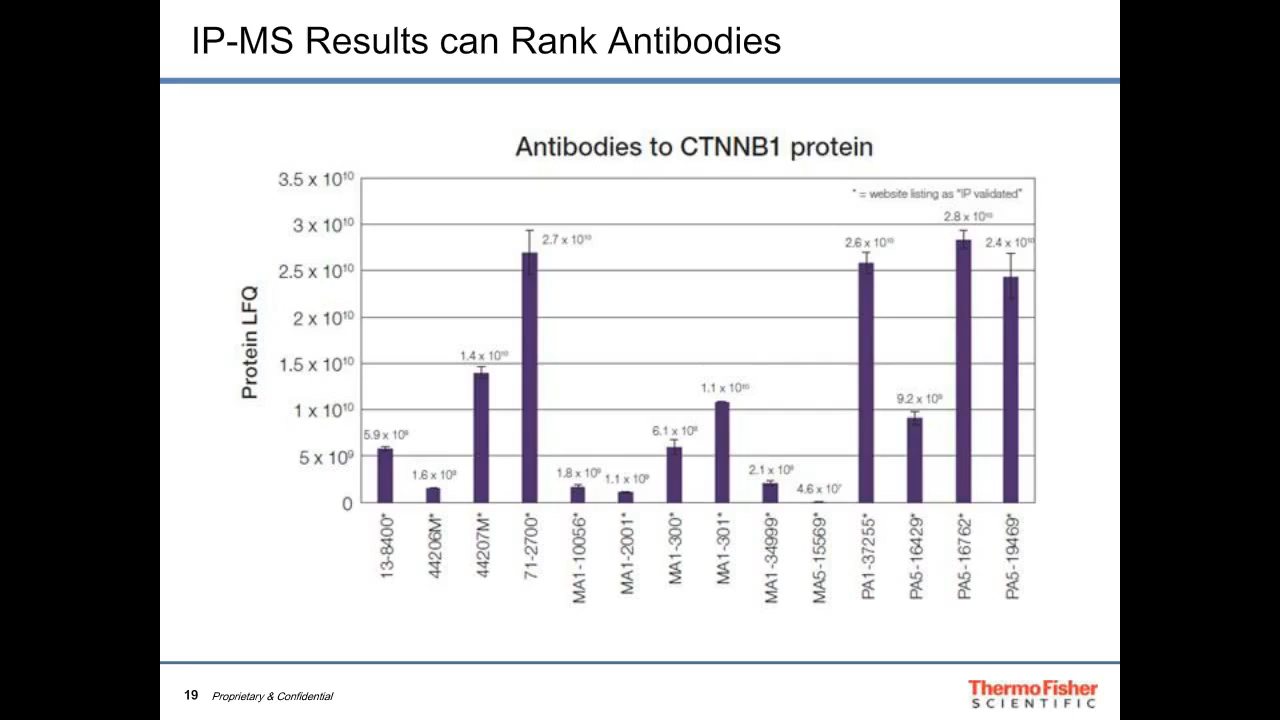 IP-MS Results can Rank Antibodies
Antibodies to CTNNB1 protein
* = website listing as "IP validated"
Protein LFQ
3.5 x 10¹⁰
3 x 10¹⁰
2.5 x 10¹⁰
2 x 10¹⁰
1.5 x 10¹⁰
1 x 10¹⁰
5 x 10⁹
0
5.9 x 10⁹
1.6 x 10⁹
1.4 x 10¹⁰
2.7 x 10¹⁰
1.8 x 10⁹
1.1 x 10⁹
6.1 x 10⁹
1.1 x 10¹⁰
2.1 x 10⁹
4.6 x 10⁷
2.6 x 10¹⁰
9.2 x 10⁹
2.8 x 10¹⁰
2.4 x 10¹⁰
13-8400*
44206M*
44207M*
71-2700*
MA1-10056*
MA1-2001*
MA1-300*
MA1-301*
MA1-34999*
MA5-15569*
PA1-37255*
PA5-16429*
PA5-16762*
PA5-19469*
19 Proprietary & Confidential
ThermoFisher
SCIENTIFIC